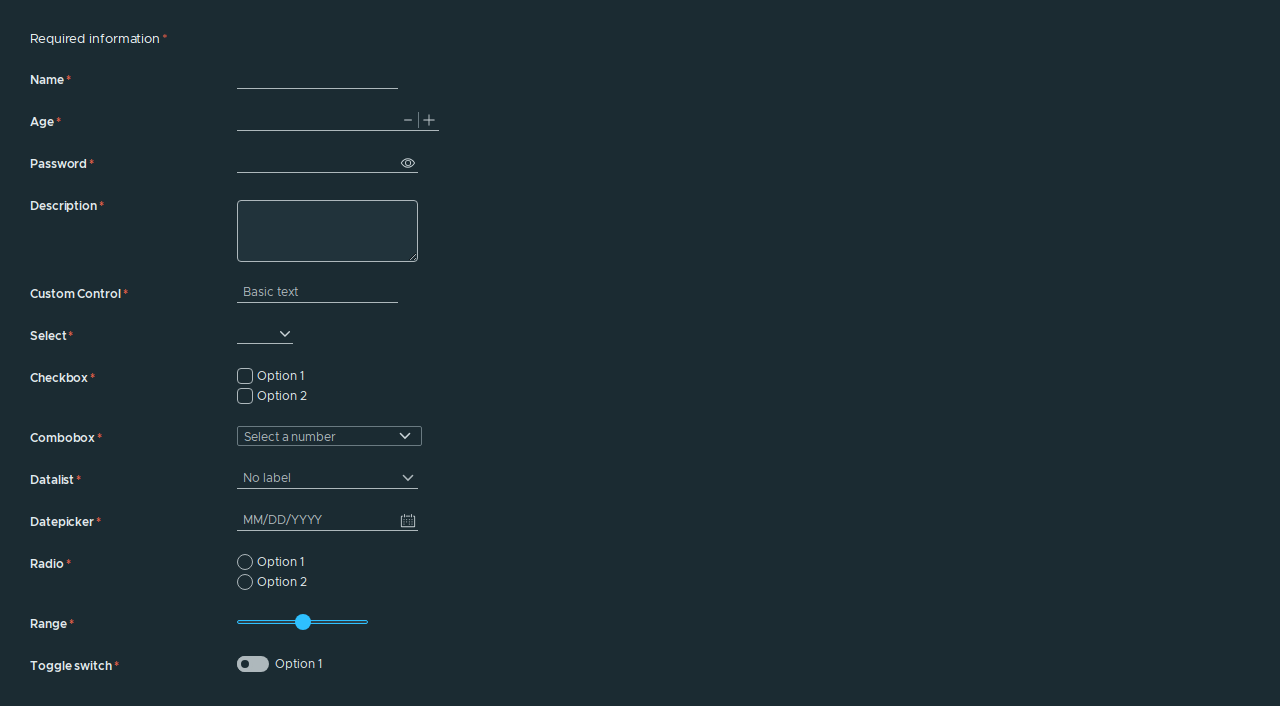 Required information *
Name *
Age *
Password *
Description *
Custom Control * Basic text
Select *
Checkbox * Option 1
Option 2
Combobox * Select a number
Datalist * No label
Datepicker * MM/DD/YYYY
Radio * Option 1
Option 2
Range *
Toggle switch * Option 1